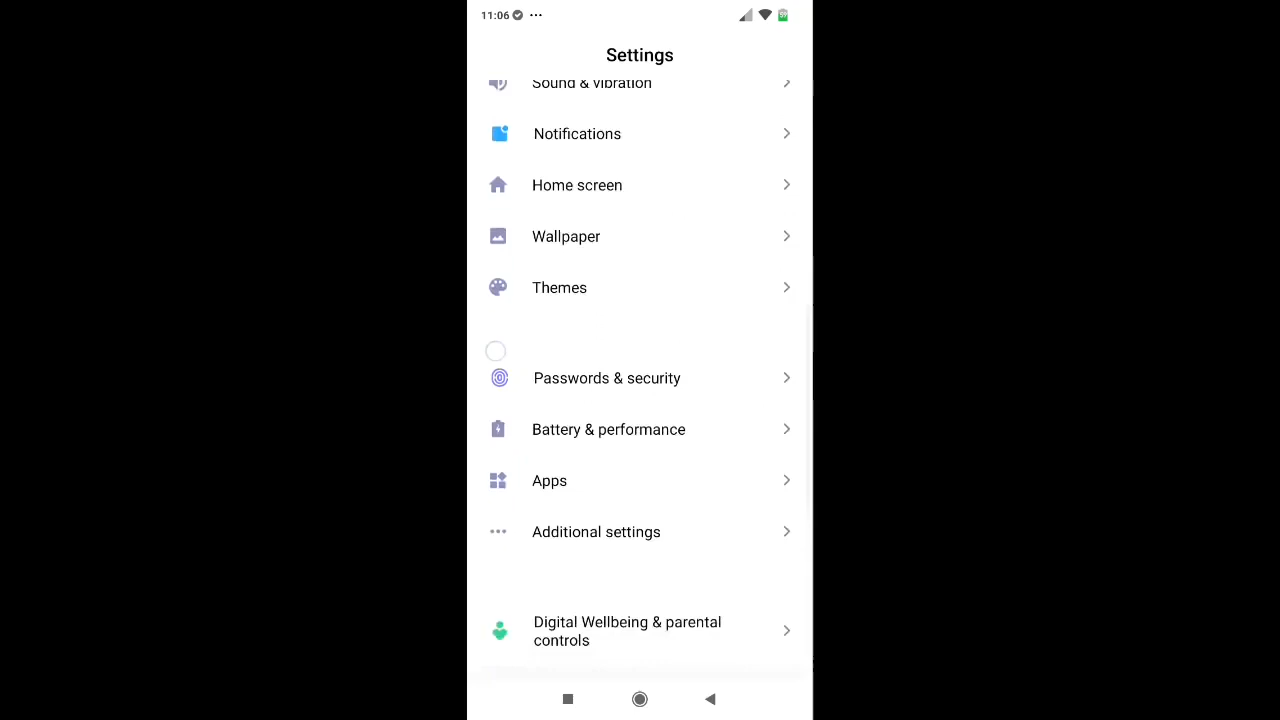 11:06
Settings
Sound & vibration
Notifications
Home screen
Wallpaper
Themes
Passwords & security
Battery & performance
Apps
Additional settings
Digital Wellbeing & parental
controls